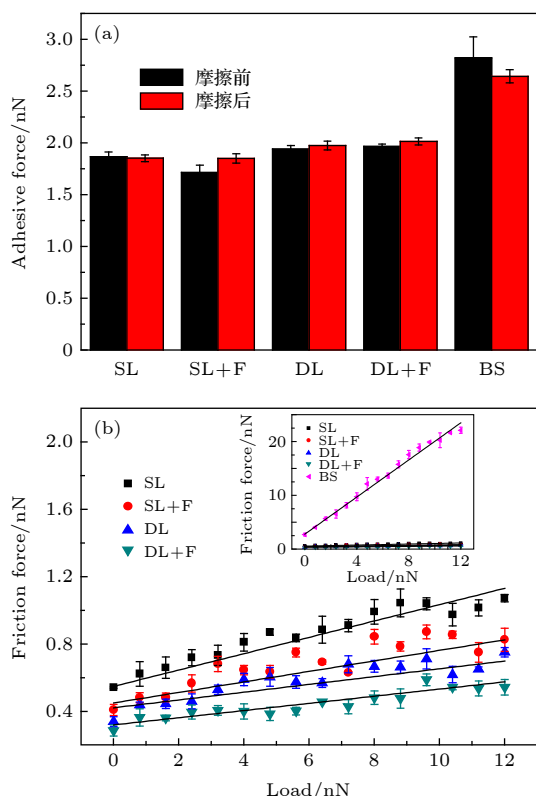 (a)
摩擦前
摩擦后
Adhesive force/nN
3.0
2.5
2.0
1.5
1.0
0.5
0
SL
SL+F
DL
DL+F
BS
(b)
SL
SL+F
DL
DL+F
Friction force/nN
2.0
1.6
1.2
0.8
0.4
0
2
4
6
8
10
12
Load/nN
SL
SL+F
DL
DL+F
BS
Friction force/nN
20
10
0
0
4
8
12
Load/nN